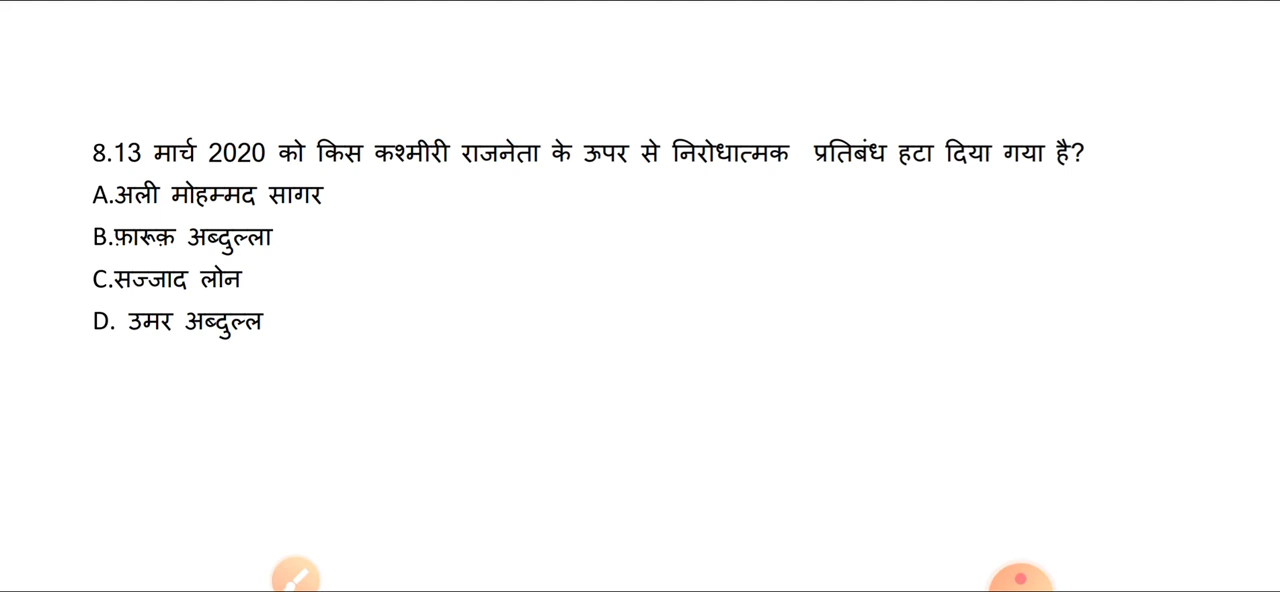 8.13 मार्च 2020 को किस कश्मीरी राजनेता के ऊपर से निरोधात्मक प्रतिबंध हटा दिया गया है?
A.अली मोहम्मद सागर
B.फ़ारूक़ अब्दुल्ला
C.सज्जाद लोन
D. उमर अब्दुल्ल